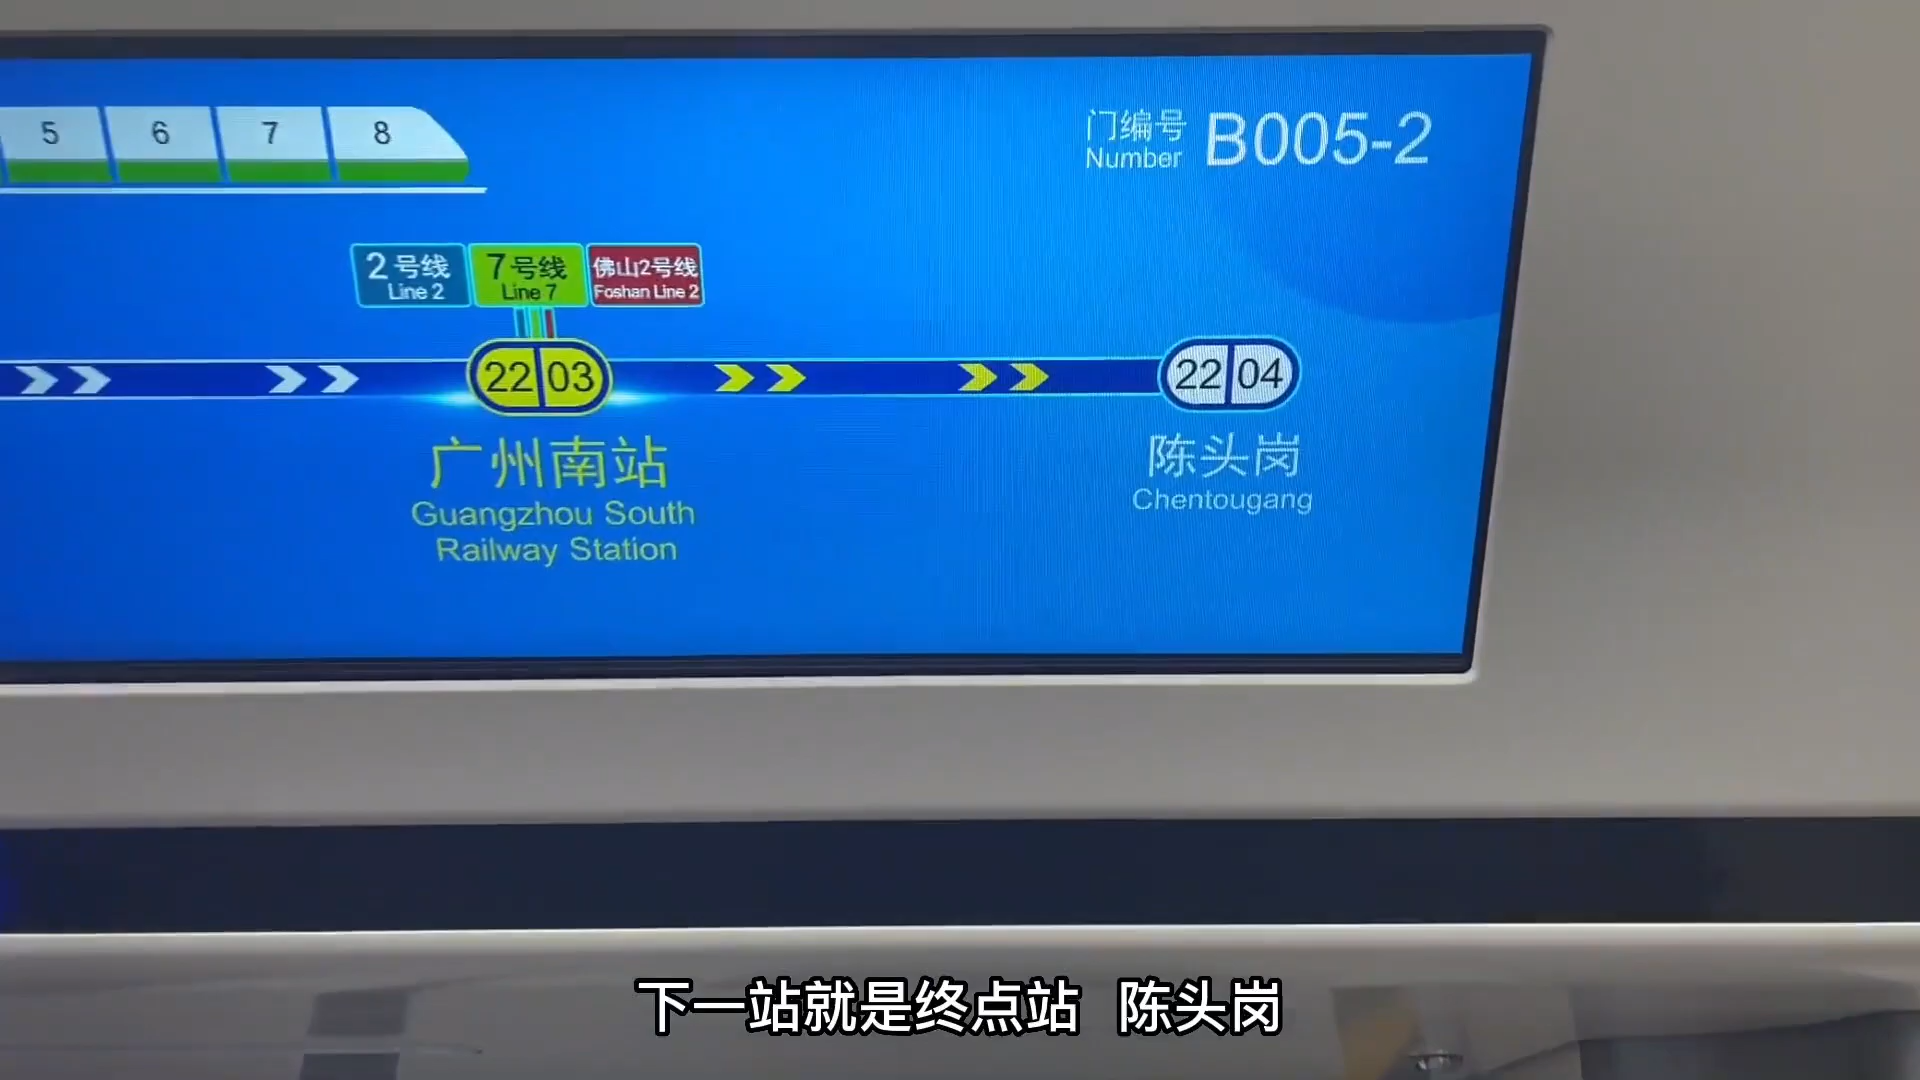 5 6 7 8
门编号
Number
B005-2
2号线
Line 2
7号线
Line 7
佛山2号线
Foshan Line 2
22 03
22 04
广州南站
Guangzhou South
Railway Station
陈头岗
Chentougang
下一站就是终点站 陈头岗